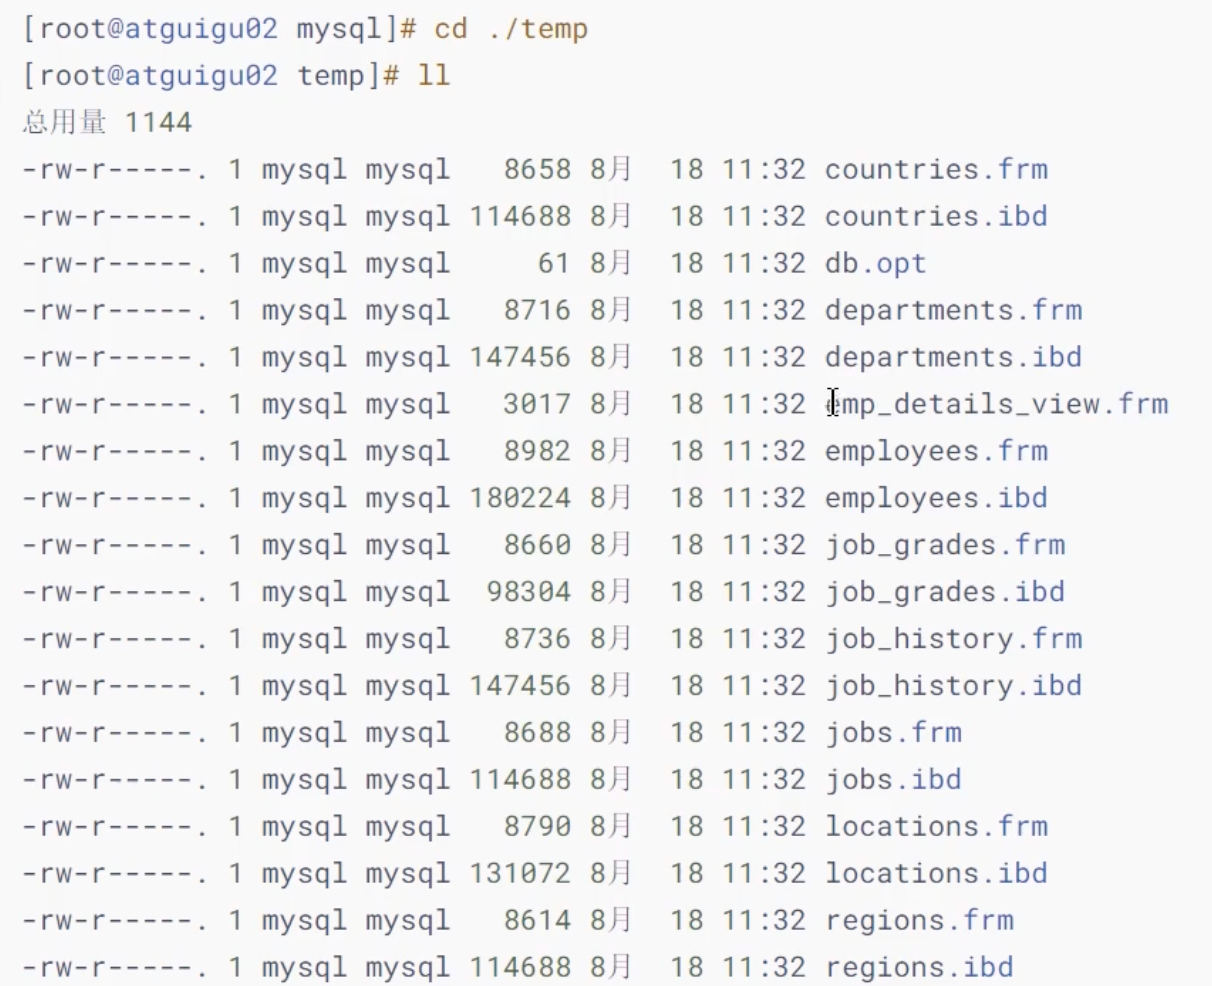 [root@atguigu02 mysql]# cd ./temp
[root@atguigu02 temp]# ll
总用量 1144
-rw-r-----. 1 mysql mysql   8658 8月  18 11:32 countries.frm
-rw-r-----. 1 mysql mysql 114688 8月  18 11:32 countries.ibd
-rw-r-----. 1 mysql mysql     61 8月  18 11:32 db.opt
-rw-r-----. 1 mysql mysql   8716 8月  18 11:32 departments.frm
-rw-r-----. 1 mysql mysql 147456 8月  18 11:32 departments.ibd
-rw-r-----. 1 mysql mysql   3017 8月  18 11:32 emp_details_view.frm
-rw-r-----. 1 mysql mysql   8982 8月  18 11:32 employees.frm
-rw-r-----. 1 mysql mysql 180224 8月  18 11:32 employees.ibd
-rw-r-----. 1 mysql mysql   8660 8月  18 11:32 job_grades.frm
-rw-r-----. 1 mysql mysql  98304 8月  18 11:32 job_grades.ibd
-rw-r-----. 1 mysql mysql   8736 8月  18 11:32 job_history.frm
-rw-r-----. 1 mysql mysql 147456 8月  18 11:32 job_history.ibd
-rw-r-----. 1 mysql mysql   8688 8月  18 11:32 jobs.frm
-rw-r-----. 1 mysql mysql 114688 8月  18 11:32 jobs.ibd
-rw-r-----. 1 mysql mysql   8790 8月  18 11:32 locations.frm
-rw-r-----. 1 mysql mysql 131072 8月  18 11:32 locations.ibd
-rw-r-----. 1 mysql mysql   8614 8月  18 11:32 regions.frm
-rw-r-----. 1 mysql mysql 114688 8月  18 11:32 regions.ibd